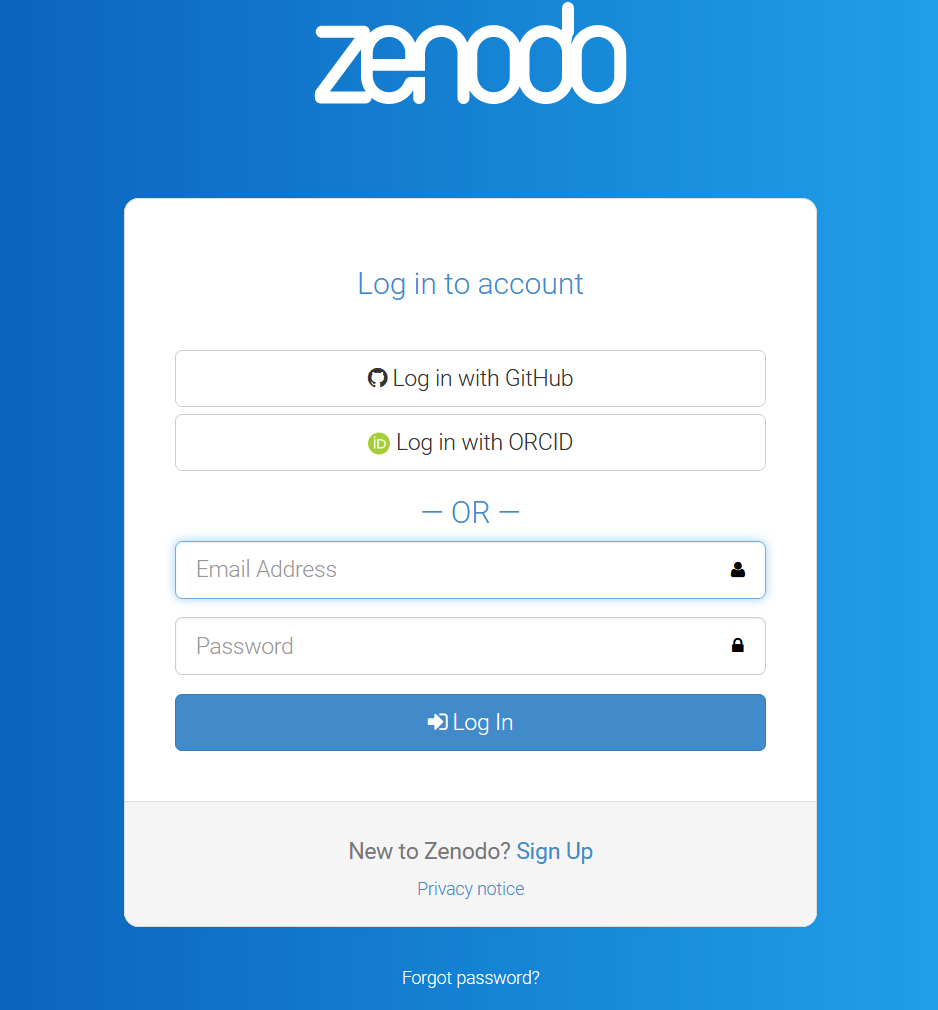 zenodo
Log in to account
Log in with GitHub
iD Log in with ORCID
— OR —
Email Address
Password
Log In
New to Zenodo? Sign Up
Privacy notice
Forgot password?